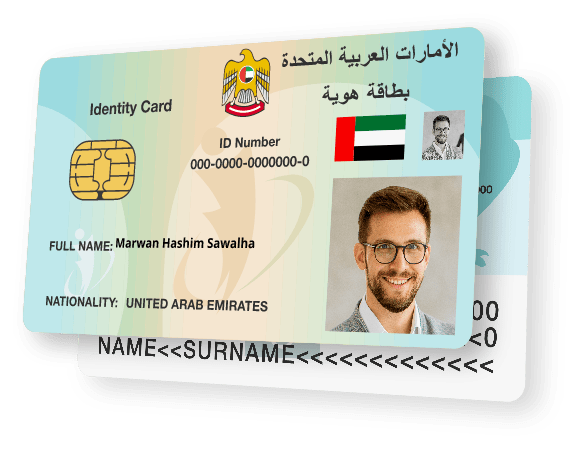 الأمارات العربية المتحدة
بطاقة هوية
Identity Card
ID Number
000-0000-0000000-0
FULL NAME: Marwan Hashim Sawalha
NATIONALITY: UNITED ARAB EMIRATES
000
00
<0
NAME<<SURNAME<<<<<<<<<<<<<